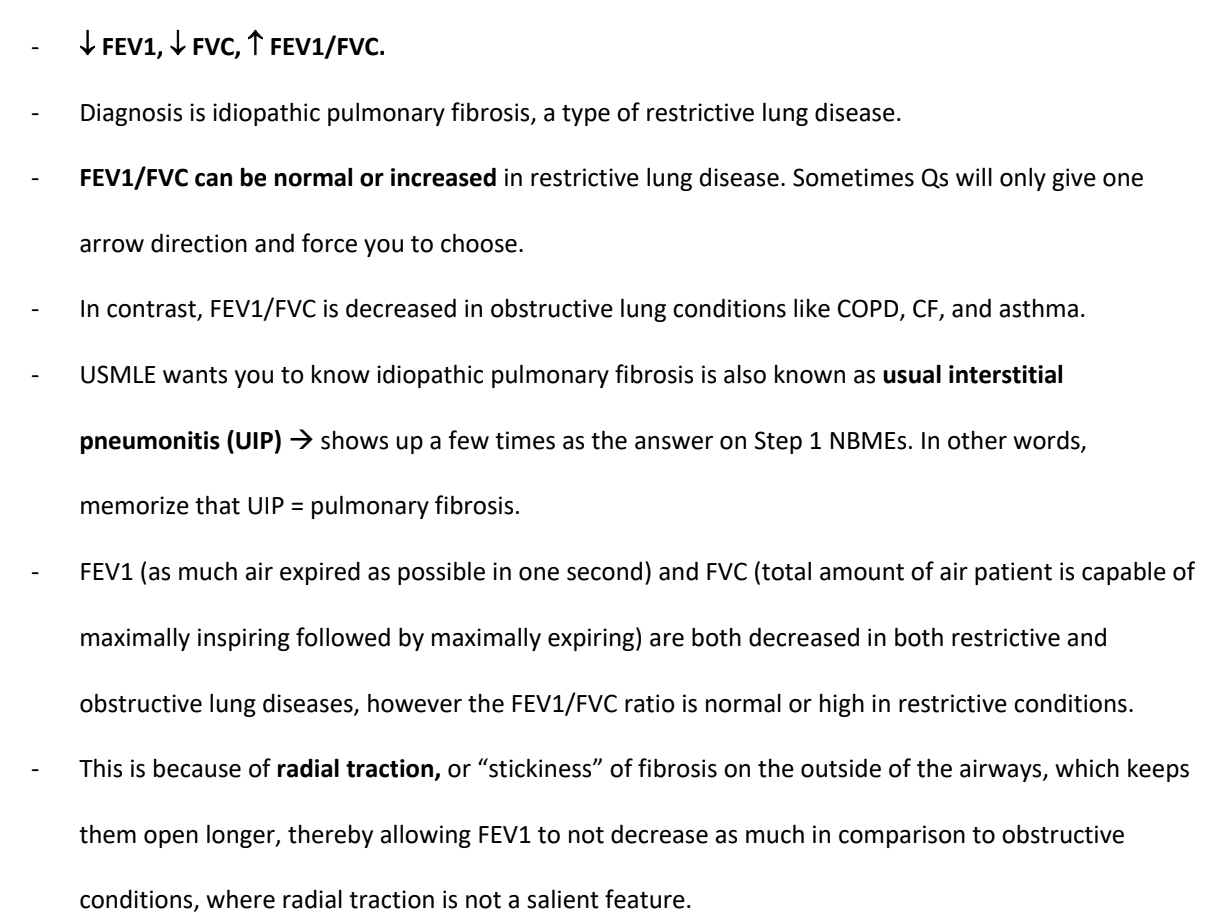 - ↓ FEV1, ↓ FVC, ↑ FEV1/FVC.
- Diagnosis is idiopathic pulmonary fibrosis, a type of restrictive lung disease.
- FEV1/FVC can be normal or increased in restrictive lung disease. Sometimes Qs will only give one
arrow direction and force you to choose.
- In contrast, FEV1/FVC is decreased in obstructive lung conditions like COPD, CF, and asthma.
- USMLE wants you to know idiopathic pulmonary fibrosis is also known as usual interstitial
pneumonitis (UIP) → shows up a few times as the answer on Step 1 NBMEs. In other words,
memorize that UIP = pulmonary fibrosis.
- FEV1 (as much air expired as possible in one second) and FVC (total amount of air patient is capable of
maximally inspiring followed by maximally expiring) are both decreased in both restrictive and
obstructive lung diseases, however the FEV1/FVC ratio is normal or high in restrictive conditions.
- This is because of radial traction, or “stickiness” of fibrosis on the outside of the airways, which keeps
them open longer, thereby allowing FEV1 to not decrease as much in comparison to obstructive
conditions, where radial traction is not a salient feature.